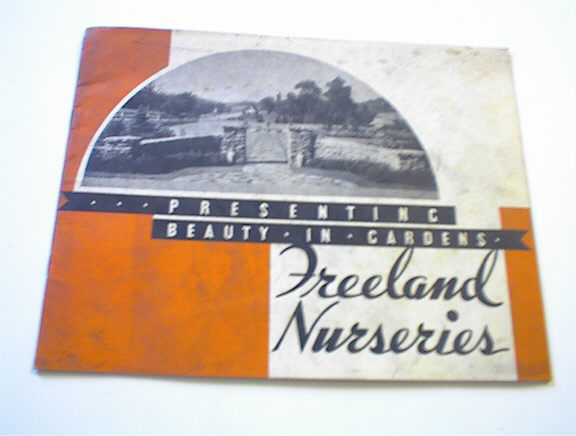 · · · PRESENTING
BEAUTY · IN · GARDENS ·
Freeland
Nurseries